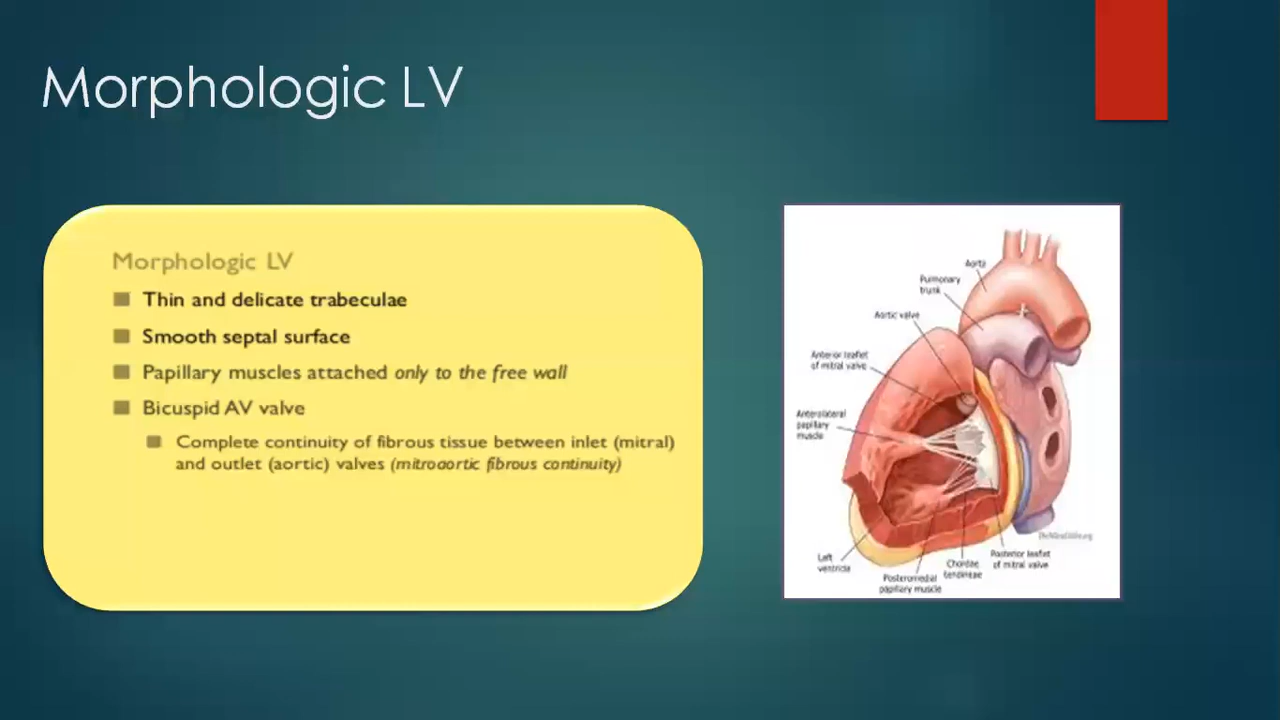 Morphologic LV
Morphologic LV
Thin and delicate trabeculae
Smooth septal surface
Papillary muscles attached only to the free wall
Bicuspid AV valve
Complete continuity of fibrous tissue between inlet (mitral)
and outlet (aortic) valves (mitroaortic fibrous continuity)
Aorta
Pulmonary
trunk
Aortic valve
Anterior leaflet
of mitral valve
Anterolateral
papillary
muscle
Left
ventricle
Posteromedial
papillary muscle
Chordae
tendineae
Posterior leaflet
of mitral valve